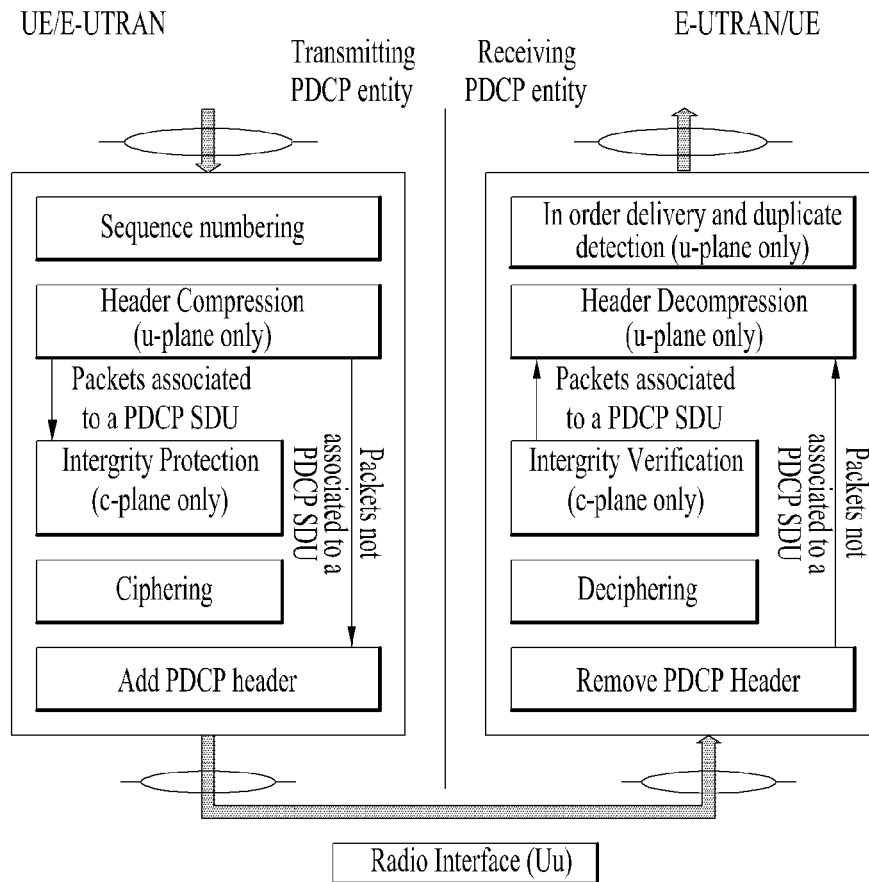 UE/E-UTRAN
E-UTRAN/UE
Transmitting
PDCP entity
Receiving
PDCP entity
Sequence numbering
Header Compression
(u-plane only)
Packets associated
to a PDCP SDU
Intergrity Protection
(c-plane only)
Packets not
associated to a
PDCP SDU
Ciphering
Add PDCP header
In order delivery and duplicate
detection (u-plane only)
Header Decompression
(u-plane only)
Packets associated
to a PDCP SDU
Intergrity Verification
(c-plane only)
Packets not
associated to a
PDCP SDU
Deciphering
Remove PDCP Header
Radio Interface (Uu)